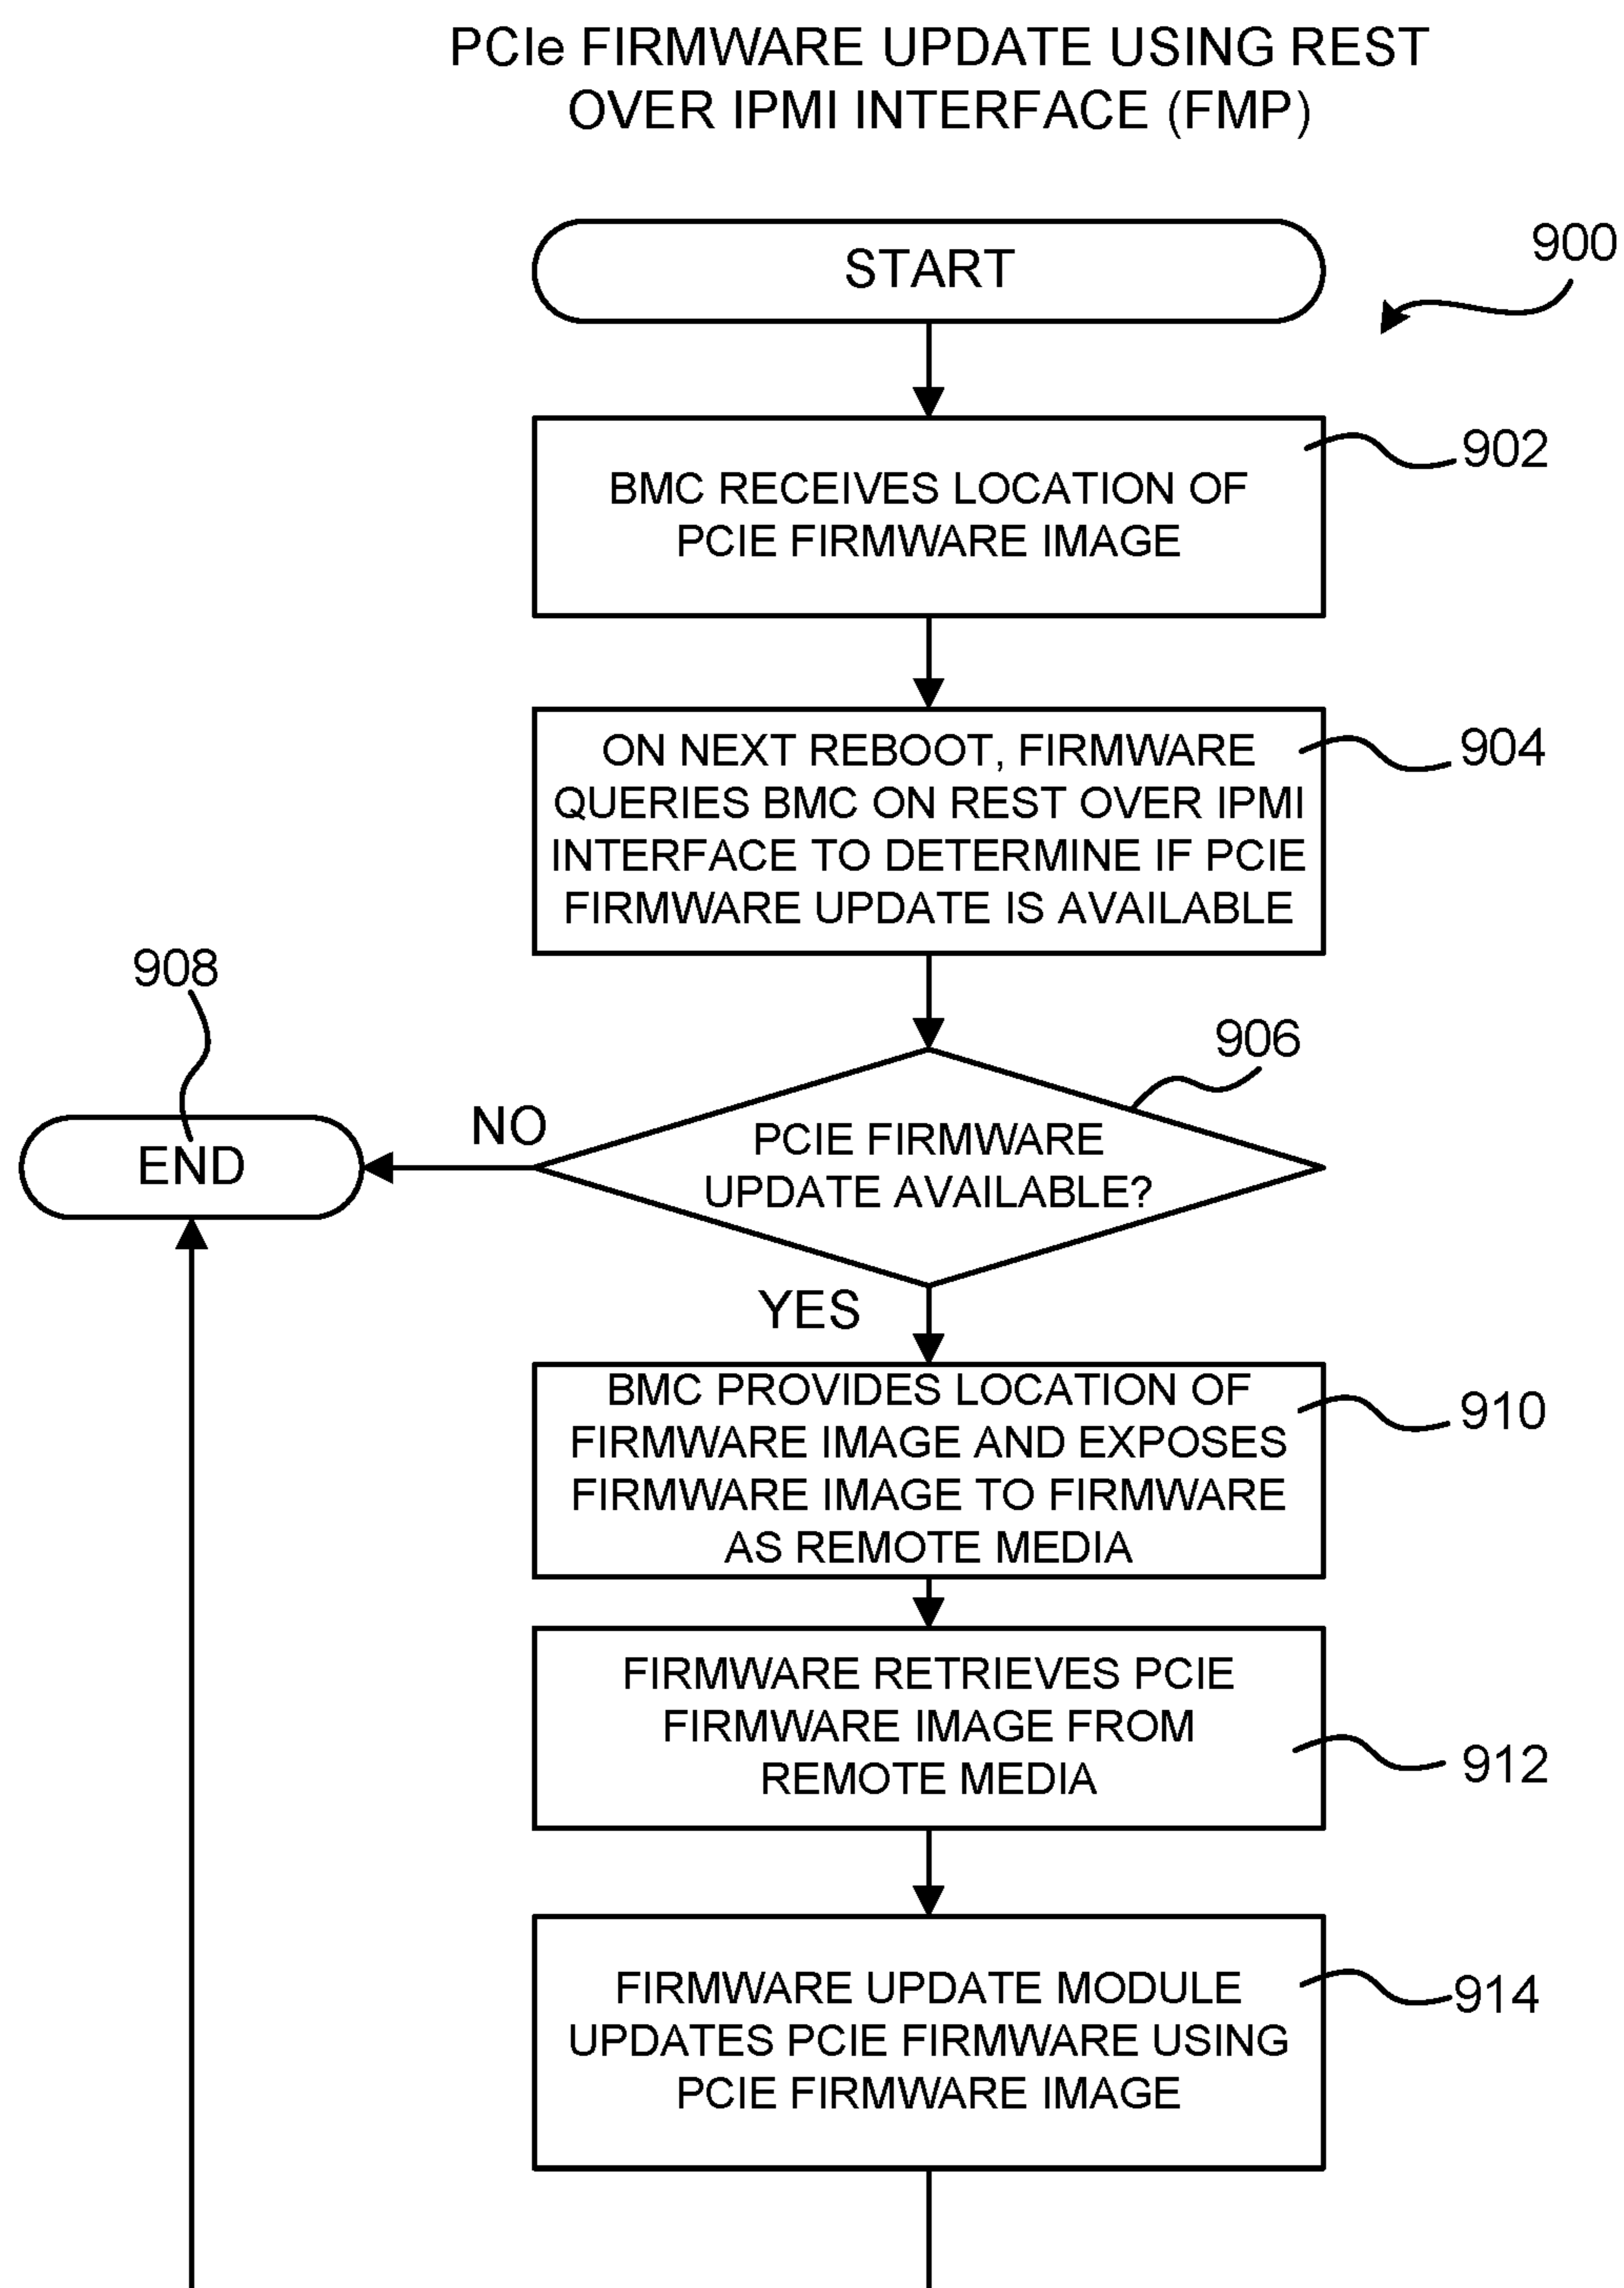 PCIe FIRMWARE UPDATE USING REST
OVER IPMI INTERFACE (FMP)
START
900
BMC RECEIVES LOCATION OF
PCIE FIRMWARE IMAGE
902
ON NEXT REBOOT, FIRMWARE
QUERIES BMC ON REST OVER IPMI
INTERFACE TO DETERMINE IF PCIE
FIRMWARE UPDATE IS AVAILABLE
904
908
906
END
NO
PCIE FIRMWARE
UPDATE AVAILABLE?
YES
BMC PROVIDES LOCATION OF
FIRMWARE IMAGE AND EXPOSES
FIRMWARE IMAGE TO FIRMWARE
AS REMOTE MEDIA
910
FIRMWARE RETRIEVES PCIE
FIRMWARE IMAGE FROM
REMOTE MEDIA
912
FIRMWARE UPDATE MODULE
UPDATES PCIE FIRMWARE USING
PCIE FIRMWARE IMAGE
914